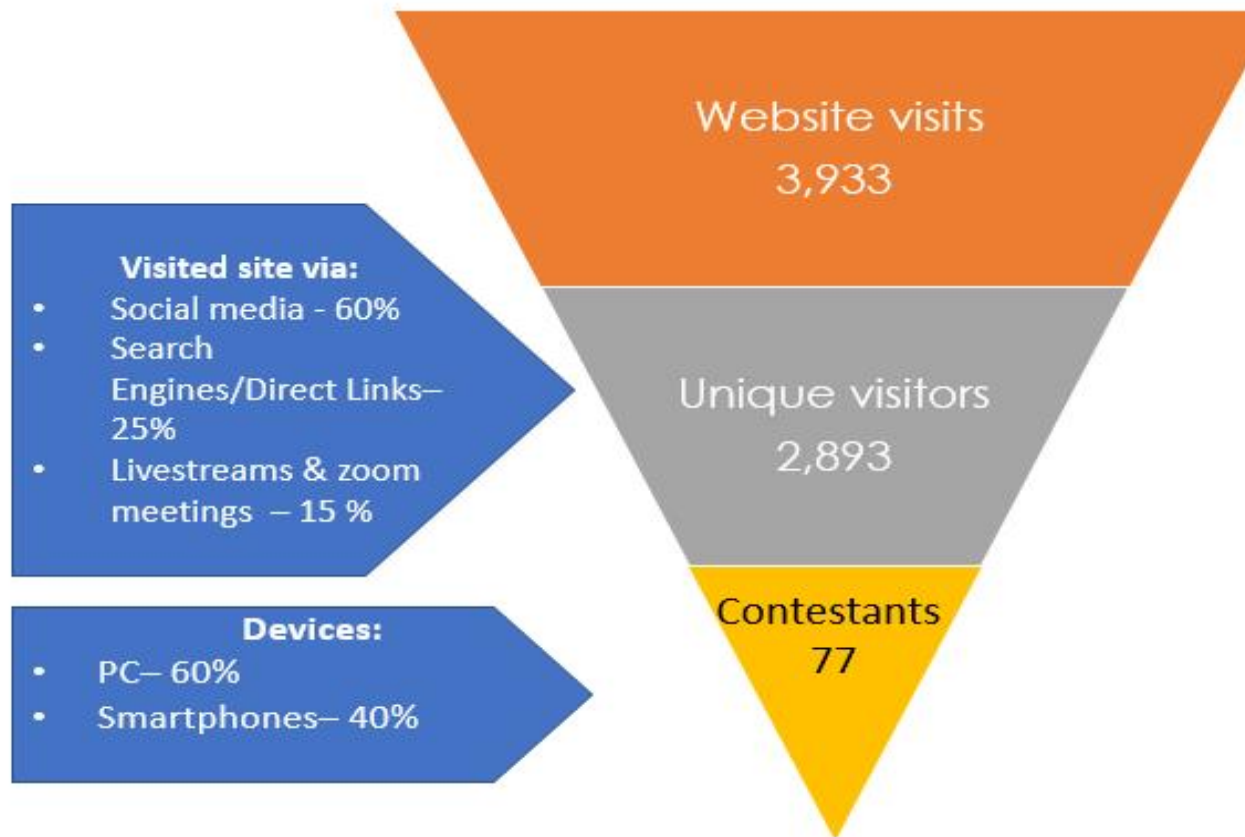 Website visits
3,933
Visited site via:
• Social media - 60%
• Search
Engines/Direct Links–
25%
• Livestreams & zoom
meetings – 15 %
Unique visitors
2,893
Devices:
• PC– 60%
• Smartphones– 40%
Contestants
77